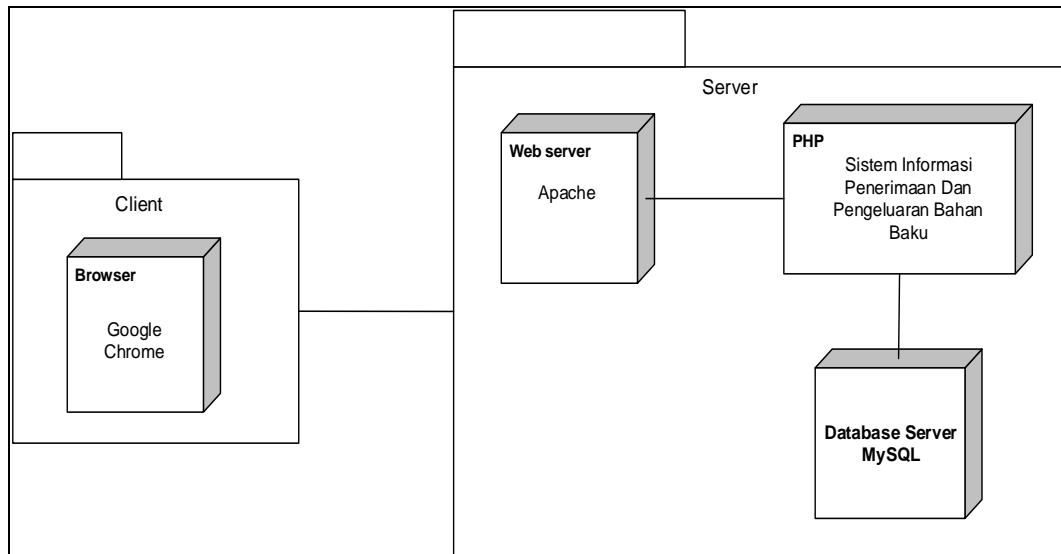 Client
Browser
Google
Chrome
Server
Web server
Apache
PHP
Sistem Informasi
Penerimaan Dan
Pengeluaran Bahan
Baku
Database Server
MySQL